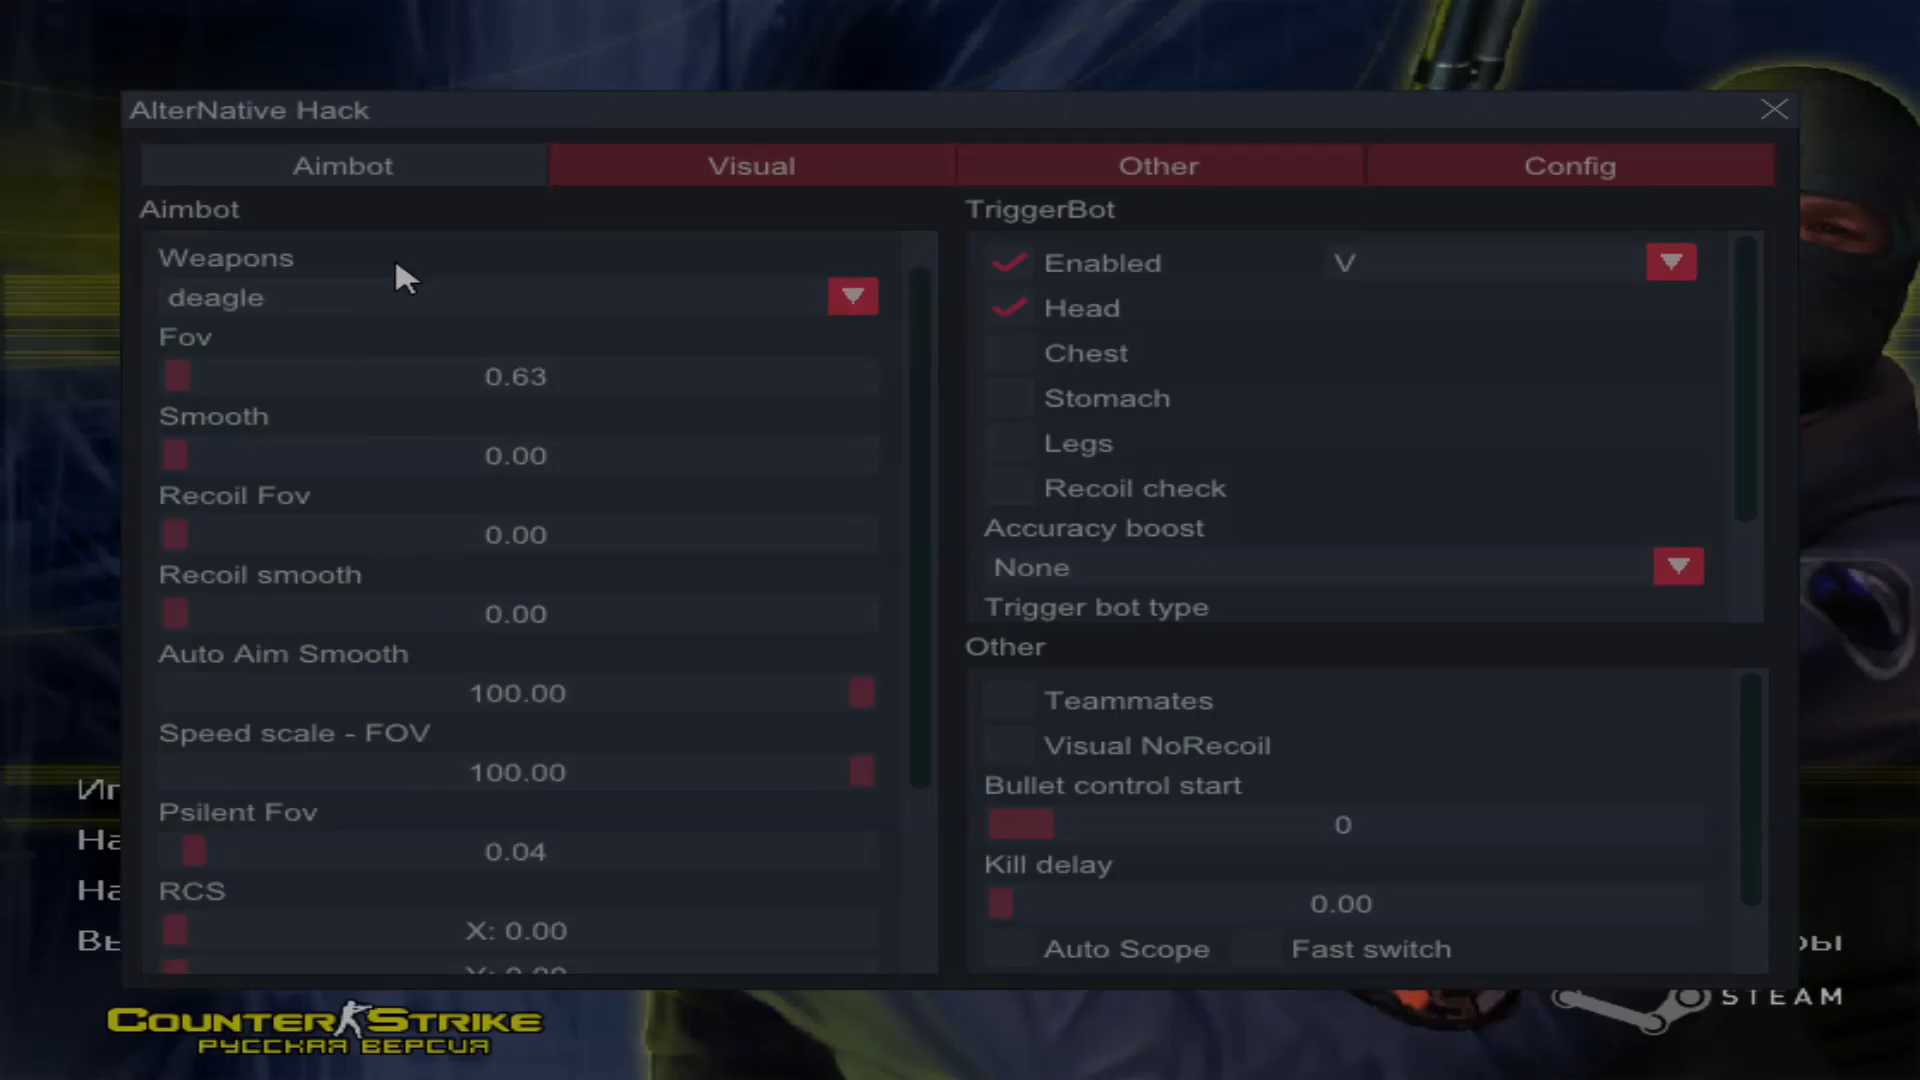 AlterNative Hack
Aimbot
Visual
Other
Config
Aimbot
Weapons
deagle
Fov
0.63
Smooth
0.00
Recoil Fov
0.00
Recoil smooth
0.00
Auto Aim Smooth
100.00
Speed scale - FOV
100.00
Psilent Fov
0.04
RCS
X: 0.00
TriggerBot
Enabled
V
Head
Chest
Stomach
Legs
Recoil check
Accuracy boost
None
Trigger bot type
Other
Teammates
Visual NoRecoil
Bullet control start
0
Kill delay
0.00
Auto Scope
Fast switch
COUNTER STRIKE
РУССКАЯ ВЕРСИЯ
STEAM